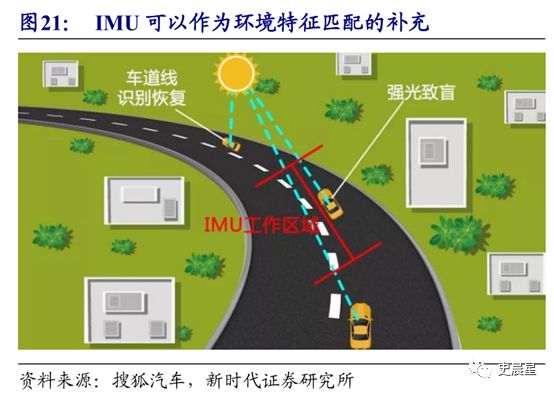 图21： IMU 可以作为环境特征匹配的补充
车道线
识别恢复
强光致盲
IMU工作区域
史晨星
资料来源：搜狐汽车，新时代证券研究所